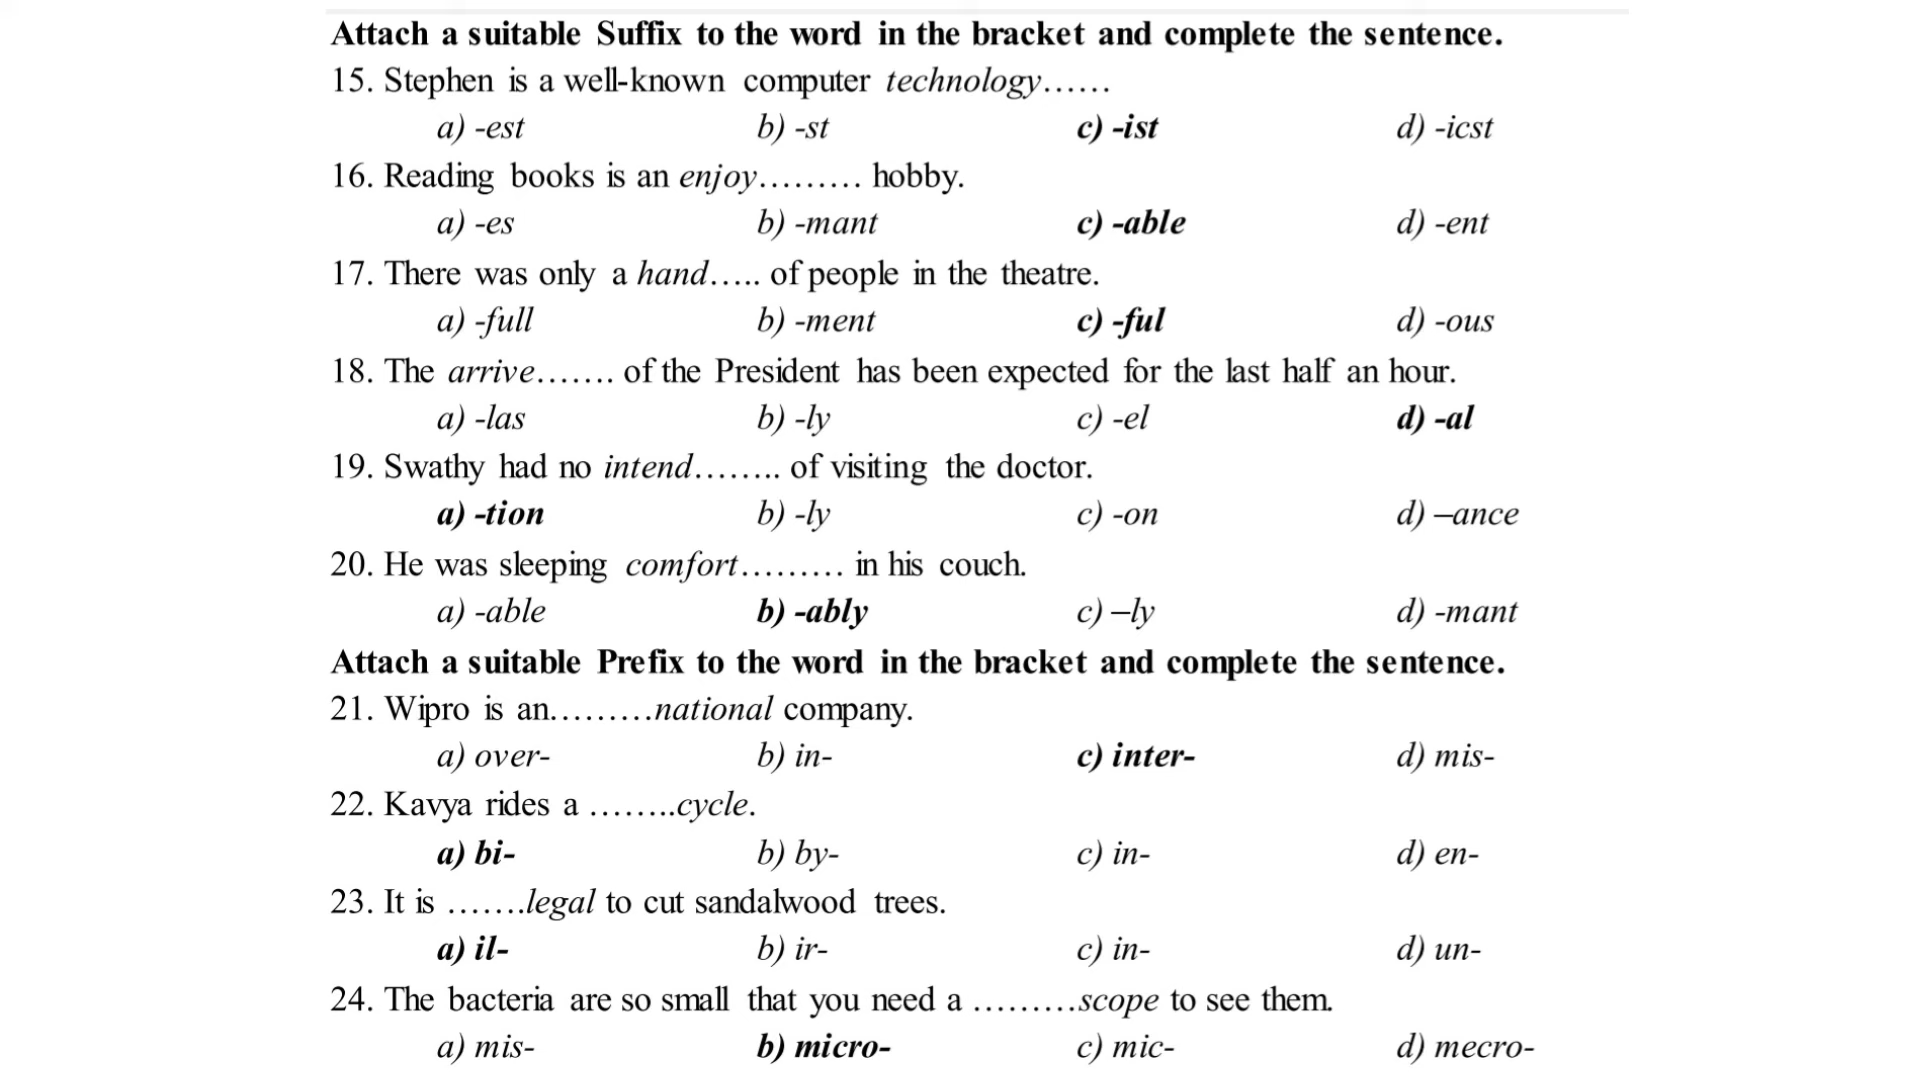 Attach a suitable Suffix to the word in the bracket and complete the sentence.
15. Stephen is a well-known computer technology......
a) -est b) -st c) -ist d) -icst
16. Reading books is an enjoy......... hobby.
a) -es b) -mant c) -able d) -ent
17. There was only a hand..... of people in the theatre.
a) -full b) -ment c) -ful d) -ous
18. The arrive....... of the President has been expected for the last half an hour.
a) -las b) -ly c) -el d) -al
19. Swathy had no intend........ of visiting the doctor.
a) -tion b) -ly c) -on d) –ance
20. He was sleeping comfort......... in his couch.
a) -able b) -ably c) –ly d) -mant
Attach a suitable Prefix to the word in the bracket and complete the sentence.
21. Wipro is an.........national company.
a) over- b) in- c) inter- d) mis-
22. Kavya rides a ........cycle.
a) bi- b) by- c) in- d) en-
23. It is .......legal to cut sandalwood trees.
a) il- b) ir- c) in- d) un-
24. The bacteria are so small that you need a .........scope to see them.
a) mis- b) micro- c) mic- d) mecro-